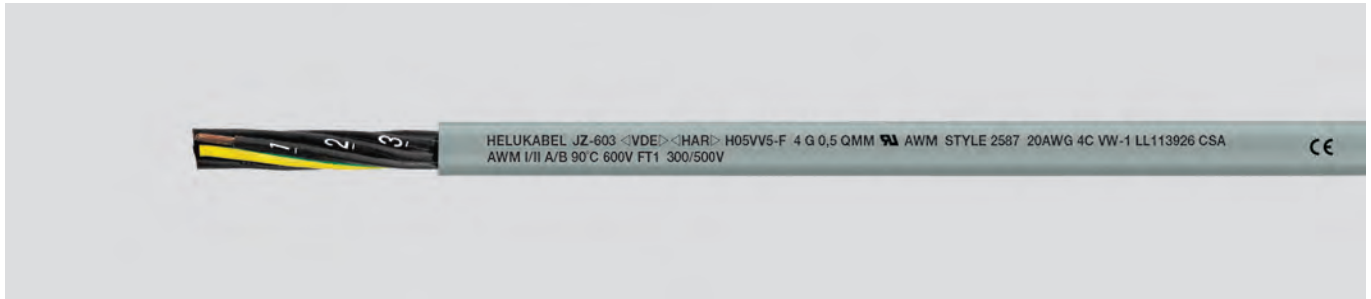 1 2 3
HELUKABEL JZ-603 ◁VDE▷ ◁HAR▷ H05VV5-F 4 G 0,5 QMM RU AWM STYLE 2587 20AWG 4C VW-1 LL113926 CSA CE
AWM I/II A/B 90°C 600V FT1 300/500V